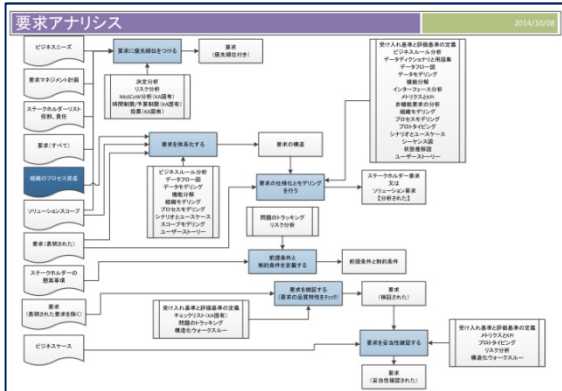 要求アナリシス
2014/10/08
ビジネスニーズ
要求マネジメント計画
ステークホルダーリスト
役割、責任
要求(すべて)
組織のプロセス資産
ソリューションスコープ
要求(表明された)
ステークホルダーの
懸案事項
要求
(表明された要求を除く)
ビジネスケース
要求に優先順位をつける
要求
(優先順位付き)
決定分析
リスク分析
MoSCoW分析(KA固有)
時間制限/予算制限(KA固有)
投票(KA固有)
要求を体系化する
要求の構造
ビジネスルール分析
データフロー図
データモデリング
機能分解
組織モデリング
プロセスモデリング
シナリオとユースケース
スコープモデリング
ユーザーストーリー
受け入れ基準と評価基準の定義
ビジネスルール分析
データディクショナリと用語集
データフロー図
データモデリング
機能分解
インターフェース分析
メトリクスとKPI
非機能要求の分析
組織モデリング
プロセスモデリング
プロトタイピング
シナリオとユースケース
シーケンス図
状態遷移図
ユーザーストーリー
要求の仕様化とモデリング
を行う
ステークホルダー要求
又は
ソリューション要求
【分析された】
問題のトラッキング
リスク分析
前提条件と
制約条件を定義する
前提条件と制約条件
要求を検証する
(要求の品質特性をチェック)
要求
(検証された)
受け入れ基準と評価基準の定義
チェックリスト(KA固有)
問題のトラッキング
構造化ウォークスルー
要求を妥当性確認する
受け入れ基準と評価基準の定義
メトリクスとKPI
プロトタイピング
リスク分析
構造化ウォークスルー
要求
(妥当性確認された)